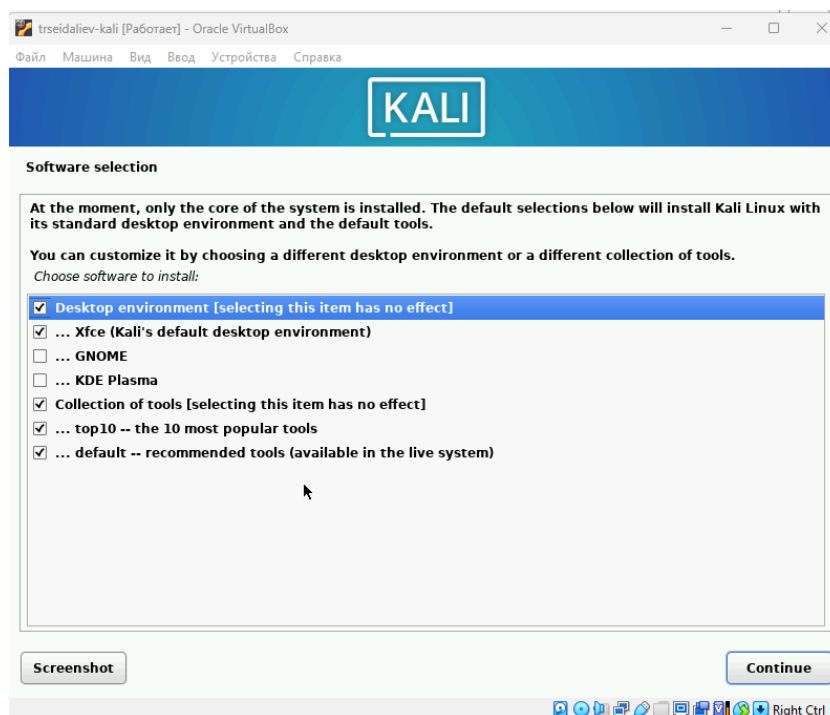 trseidaliev-kali [Работает] - Oracle VirtualBox
Файл Машина Вид Ввод Устройства Справка
KALI
Software selection
At the moment, only the core of the system is installed. The default selections below will install Kali Linux with
its standard desktop environment and the default tools.
You can customize it by choosing a different desktop environment or a different collection of tools.
Choose software to install:
Desktop environment [selecting this item has no effect]
... Xfce (Kali's default desktop environment)
... GNOME
... KDE Plasma
Collection of tools [selecting this item has no effect]
... top10 -- the 10 most popular tools
... default -- recommended tools (available in the live system)
Screenshot Continue
Right Ctrl